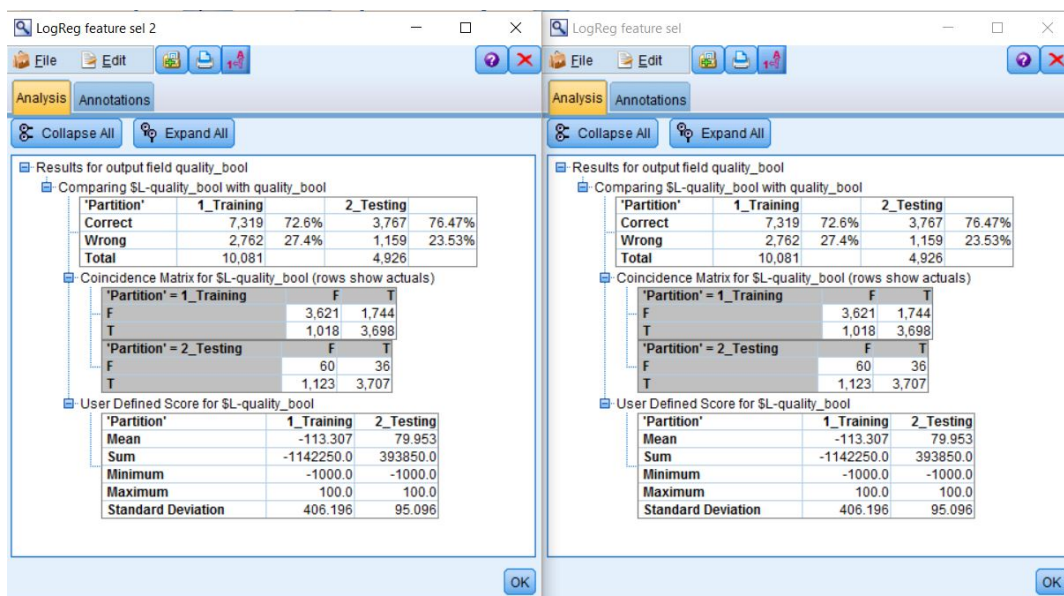 LogReg feature sel 2
File Edit
Analysis Annotations
Collapse All Expand All
Results for output field quality_bool
Comparing $L-quality_bool with quality_bool
'Partition' 1_Training 2_Testing
Correct 7,319 72.6% 3,767 76.47%
Wrong 2,762 27.4% 1,159 23.53%
Total 10,081 4,926
Coincidence Matrix for $L-quality_bool (rows show actuals)
'Partition' = 1_Training F T
F 3,621 1,744
T 1,018 3,698
'Partition' = 2_Testing F T
F 60 36
T 1,123 3,707
User Defined Score for $L-quality_bool
'Partition' 1_Training 2_Testing
Mean -113.307 79.953
Sum -1142250.0 393850.0
Minimum -1000.0 -1000.0
Maximum 100.0 100.0
Standard Deviation 406.196 95.096
OK
LogReg feature sel
File Edit
Analysis Annotations
Collapse All Expand All
Results for output field quality_bool
Comparing $L-quality_bool with quality_bool
'Partition' 1_Training 2_Testing
Correct 7,319 72.6% 3,767 76.47%
Wrong 2,762 27.4% 1,159 23.53%
Total 10,081 4,926
Coincidence Matrix for $L-quality_bool (rows show actuals)
'Partition' = 1_Training F T
F 3,621 1,744
T 1,018 3,698
'Partition' = 2_Testing F T
F 60 36
T 1,123 3,707
User Defined Score for $L-quality_bool
'Partition' 1_Training 2_Testing
Mean -113.307 79.953
Sum -1142250.0 393850.0
Minimum -1000.0 -1000.0
Maximum 100.0 100.0
Standard Deviation 406.196 95.096
OK